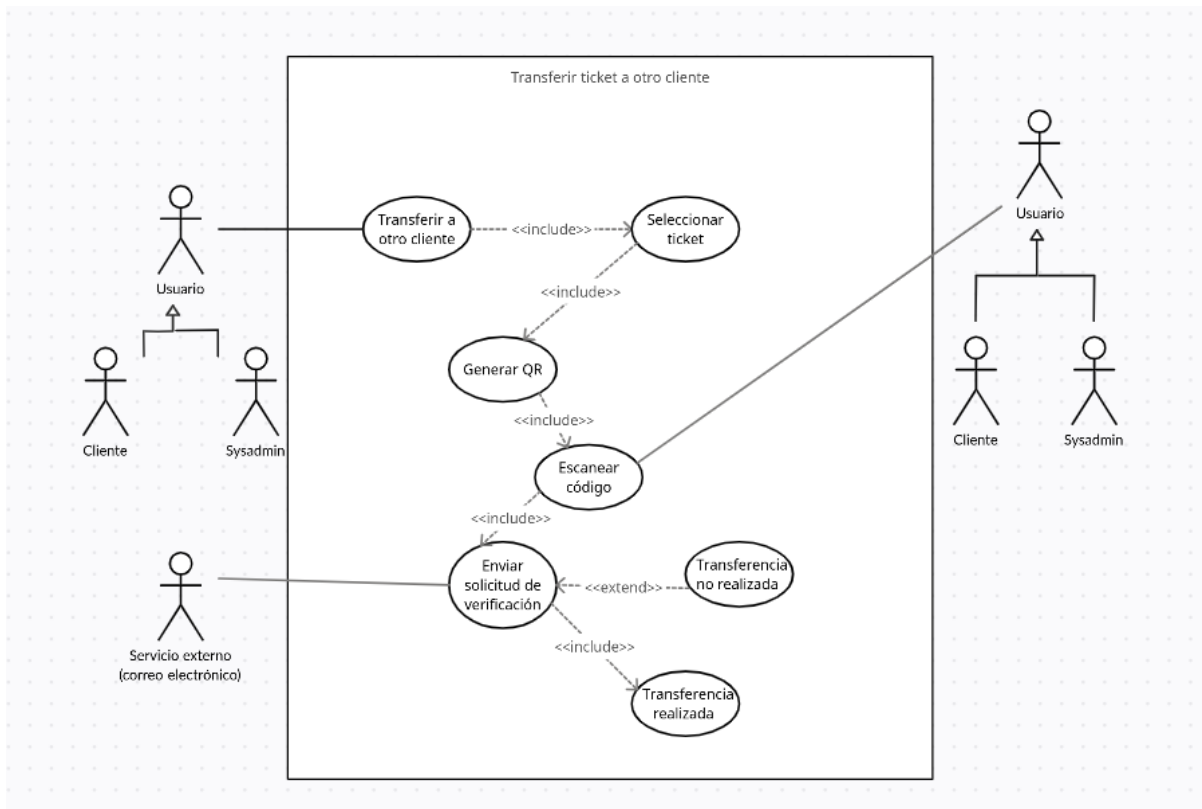 Transferir ticket a otro cliente
Transferir a
otro cliente
<<include>>
Seleccionar
ticket
Usuario
Usuario
<<include>>
Generar QR
Cliente
Sysadmin
<<include>>
Cliente
Sysadmin
Escanear
código
<<include>>
Enviar
solicitud de
verificación
<<extend>>
Transferencia
no realizada
<<include>>
Servicio externo
(correo electrónico)
Transferencia
realizada